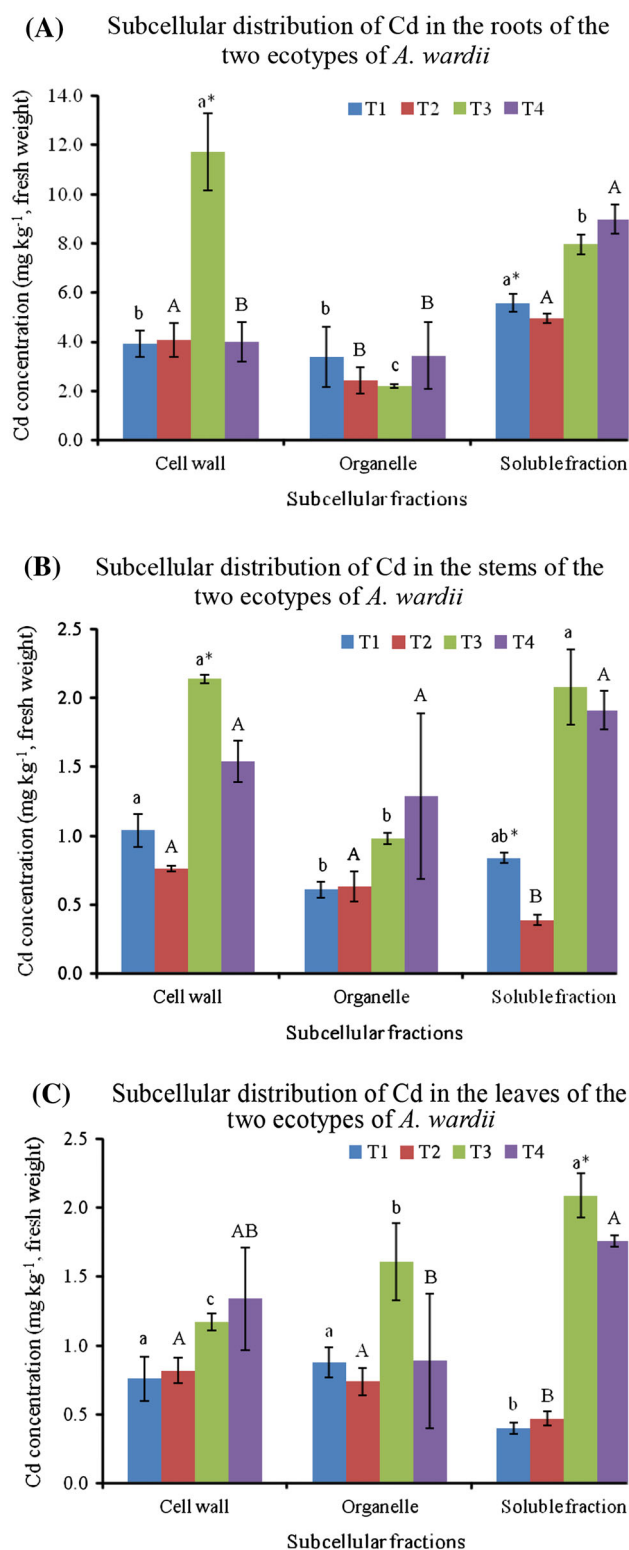 (A) Subcellular distribution of Cd in the roots of the
two ecotypes of A. wardii
Cd concentration (mg kg-1, fresh weight)
14.0
12.0
10.0
8.0
6.0
4.0
2.0
0.0
T1 T2 T3 T4
b A a* B
b B c B
a* A b A
Cell wall Organelle Soluble fraction
Subcellular fractions
(B) Subcellular distribution of Cd in the stems of the
two ecotypes of A. wardii
Cd concentration (mg kg-1, fresh weight)
2.5
2.0
1.5
1.0
0.5
0.0
T1 T2 T3 T4
a A a* A
b A b A
ab* B a A
Cell wall Organelle Soluble fraction
Subcellular fractions
(C) Subcellular distribution of Cd in the leaves of the
two ecotypes of A. wardii
Cd concentration (mg kg-1, fresh weight)
2.5
2.0
1.5
1.0
0.5
0.0
T1 T2 T3 T4
a A c AB
a A b B
b B a* A
Cell wall Organelle Soluble fraction
Subcellular fractions